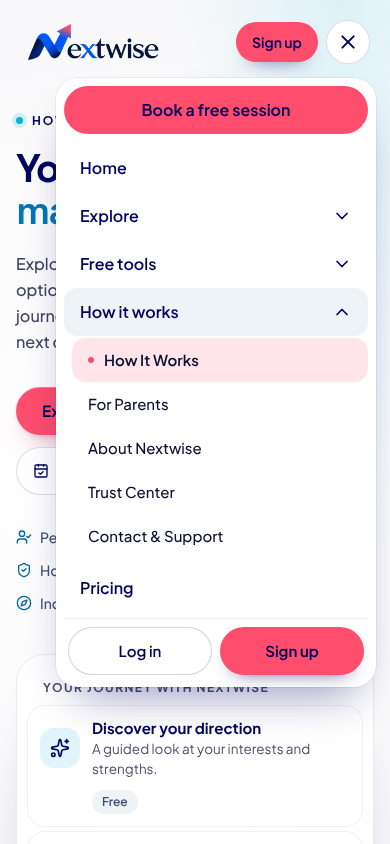 Nextwise
Sign up
Book a free session
HOW
Home
Explore
Free tools
How it works
How It Works
For Parents
About Nextwise
Trust Center
Contact & Support
Pricing
Log in
Sign up
YOUR JOURNEY WITH NEXTWISE
Discover your direction
A guided look at your interests and
strengths.
Free